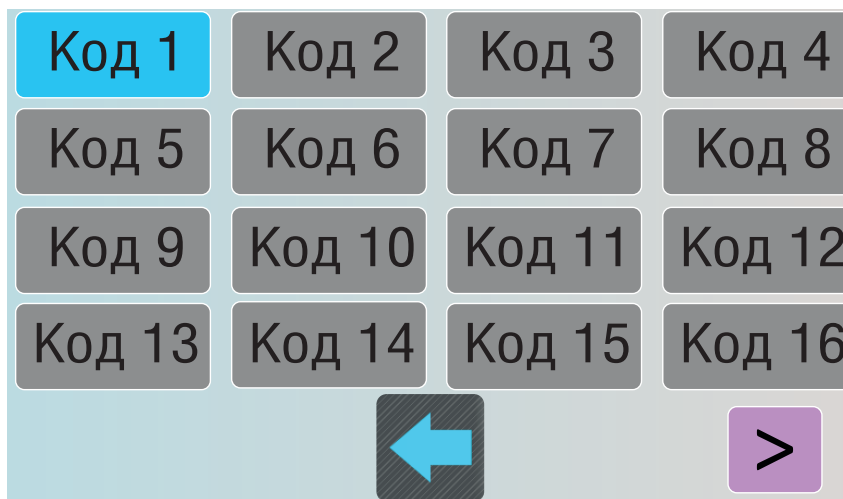 Код 1 Код 2 Код 3 Код 4
Код 5 Код 6 Код 7 Код 8
Код 9 Код 10 Код 11 Код 12
Код 13 Код 14 Код 15 Код 16
>